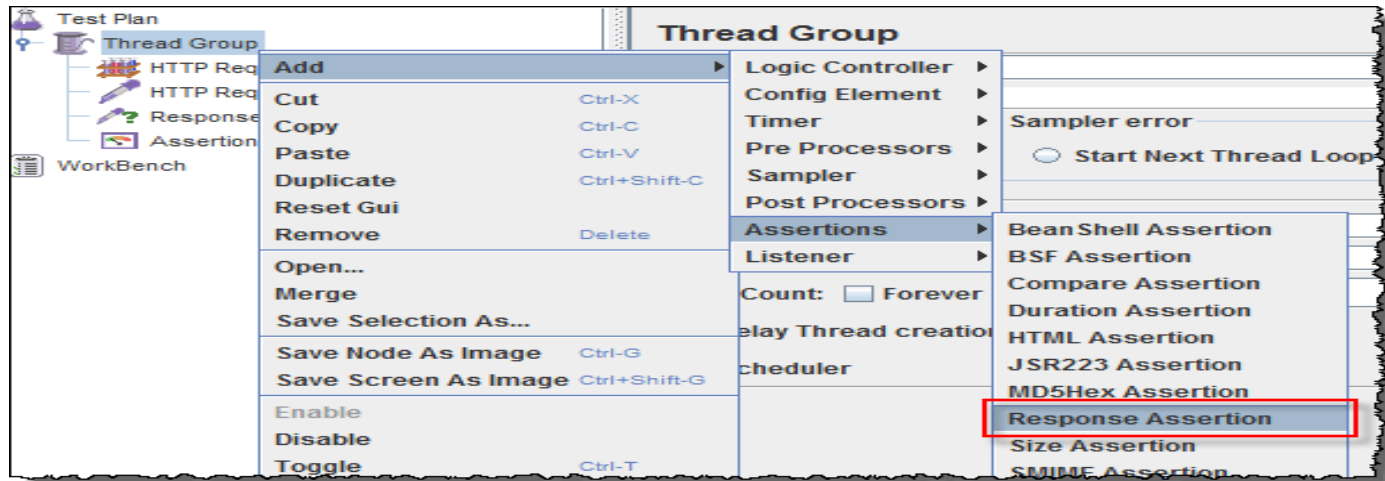 Test Plan
Thread Group
HTTP Req
HTTP Req
Response
Assertion
WorkBench
Thread Group
Add
Cut Ctrl-X
Copy Ctrl-C
Paste Ctrl-V
Duplicate Ctrl+Shift-C
Reset Gui
Remove Delete
Open...
Merge
Save Selection As...
Save Node As Image Ctrl-G
Save Screen As Image Ctrl+Shift-G
Enable
Disable
Toggle Ctrl-T
Logic Controller
Config Element
Timer
Pre Processors
Sampler
Post Processors
Assertions
Listener
Sampler error
Start Next Thread Loop
Count: Forever
elay Thread creation
cheduler
BeanShell Assertion
BSF Assertion
Compare Assertion
Duration Assertion
HTML Assertion
JSR223 Assertion
MD5Hex Assertion
Response Assertion
Size Assertion
SMIME Assertion